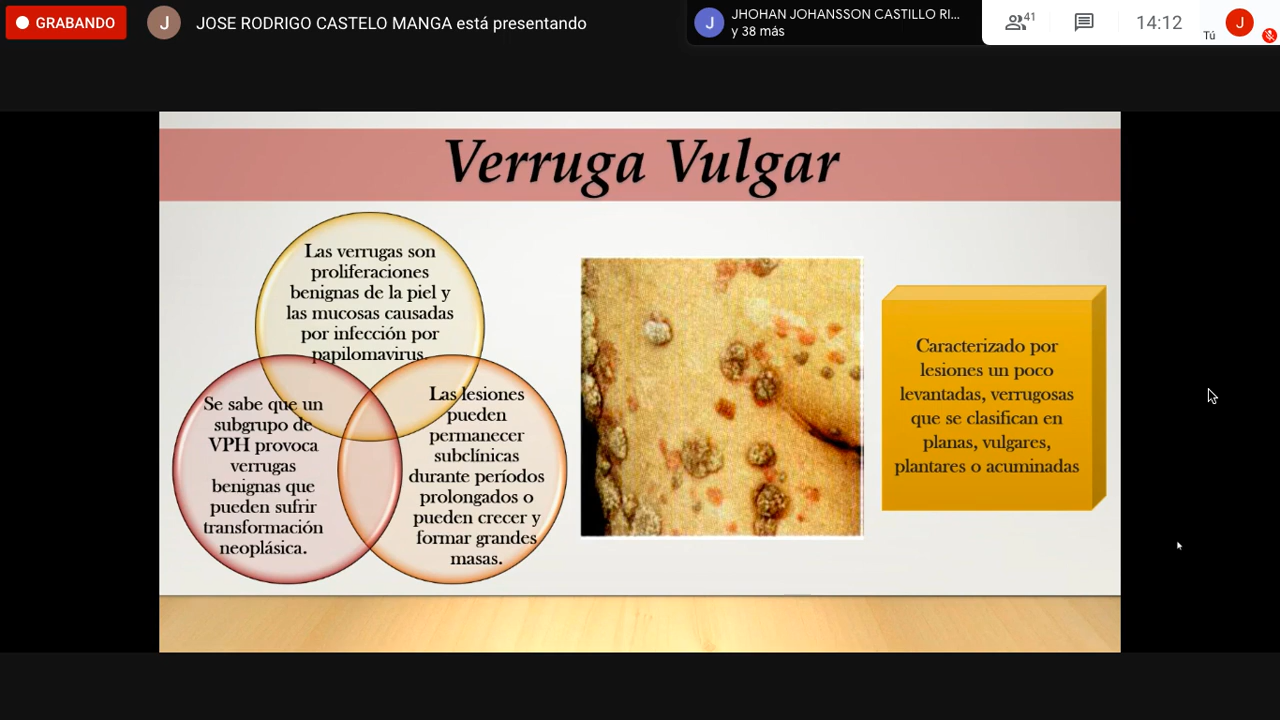 GRABANDO
J
JOSE RODRIGO CASTELO MANGA está presentando
J
JHOHAN JOHANSSON CASTILLO RI...
y 38 más
41
14:12
Tú
J
Verruga Vulgar
Las verrugas son
proliferaciones
benignas de la piel y
las mucosas causadas
por infección por
papilomavirus.
Se sabe que un
subgrupo de
VPH provoca
verrugas
benignas que
pueden sufrir
transformación
neoplásica.
Las lesiones
pueden
permanecer
subclínicas
durante períodos
prolongados o
pueden crecer y
formar grandes
masas.
Caracterizado por
lesiones un poco
levantadas, verrugosas
que se clasifican en
planas, vulgares,
plantares o acuminadas